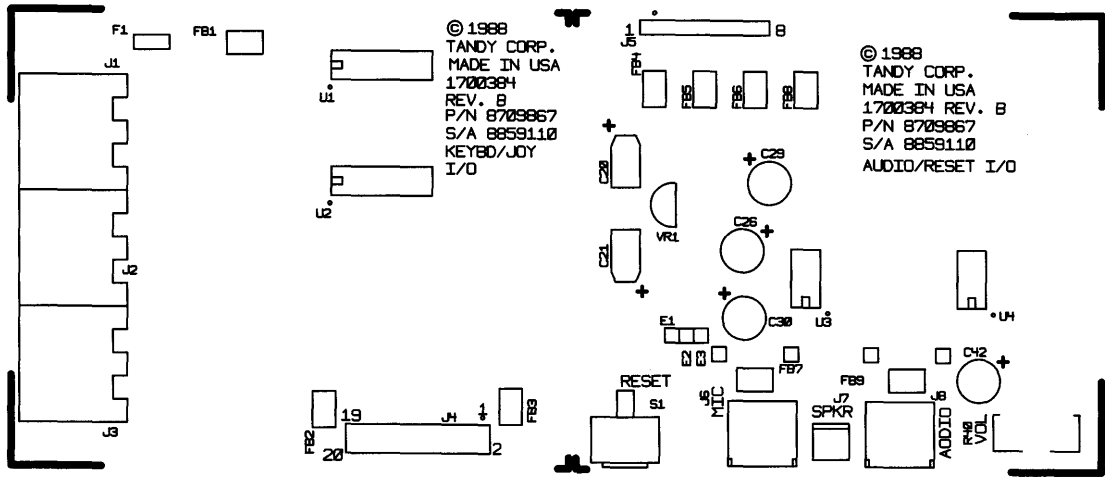 F1
FB1
J1
U1
U2
J2
J3
© 1988
TANDY CORP.
MADE IN USA
1700384
REV. B
P/N 8709867
S/A 8859110
KEYBD/JOY
I/O
FB2
19
20
J4
1
2
FB3
1
J5
8
FB4
FB5
FB6
FB8
© 1988
TANDY CORP.
MADE IN USA
1700384 REV. B
P/N 8709867
S/A 8859110
AUDIO/RESET I/O
+
C20
+
C29
VR1
C26
+
C21
+
+
C30
U3
U4
E1
E2
E3
FB7
FB9
C42
+
RESET
S1
J6
MIC
J7
SPKR
J8
AODIO
R40
VOL